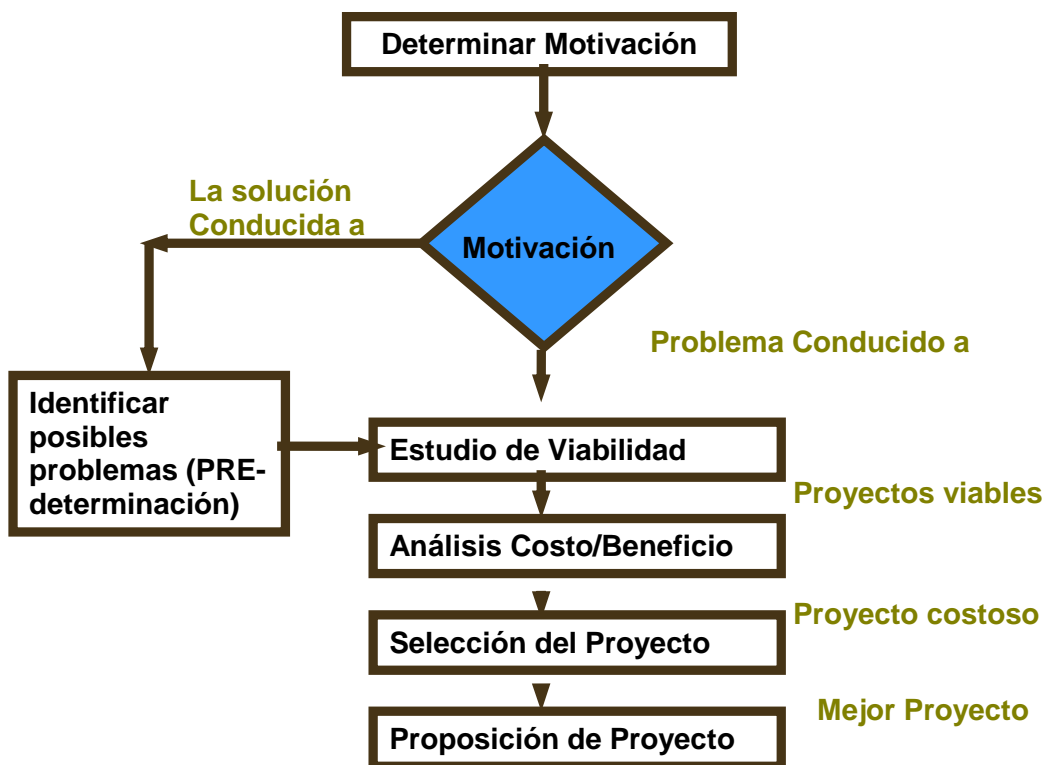 Determinar Motivación
La solución
Conducida a
Motivación
Problema Conducido a
Identificar
posibles
problemas (PRE-
determinación)
Estudio de Viabilidad
Proyectos viables
Análisis Costo/Beneficio
Proyecto costoso
Selección del Proyecto
Mejor Proyecto
Proposición de Proyecto